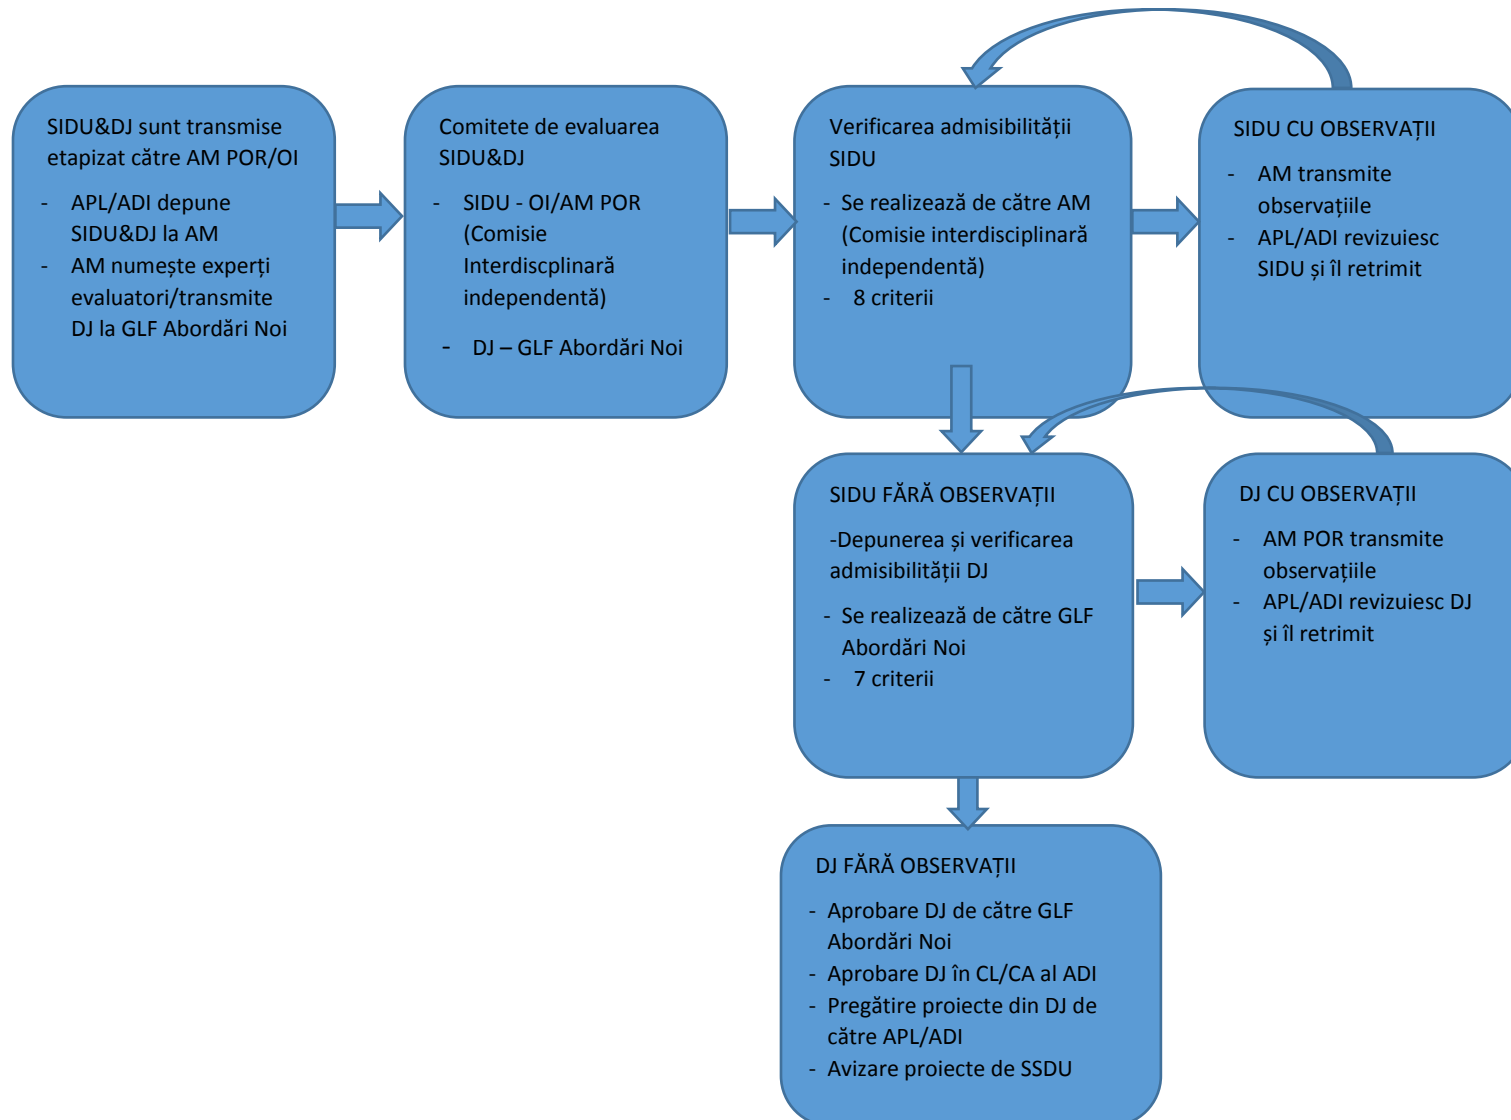 SIDU&DJ sunt transmise
etapizat către AM POR/OI
- APL/ADI depune
SIDU&DJ la AM
- AM numește experți
evaluatori/transmite
DJ la GLF Abordări Noi
Comitete de evaluarea
SIDU&DJ
- SIDU - OI/AM POR
(Comisie
Interdiscplinară
independentă)
- DJ – GLF Abordări Noi
Verificarea admisibilității
SIDU
- Se realizează de către AM
(Comisie interdisciplinară
independentă)
- 8 criterii
SIDU CU OBSERVAȚII
- AM transmite
observațiile
- APL/ADI revizuiesc
SIDU și îl retrimit
SIDU FĂRĂ OBSERVAȚII
-Depunerea și verificarea
admisibilității DJ
- Se realizează de către GLF
Abordări Noi
- 7 criterii
DJ CU OBSERVAȚII
- AM POR transmite
observațiile
- APL/ADI revizuiesc DJ
și îl retrimit
DJ FĂRĂ OBSERVAȚII
- Aprobare DJ de către GLF
Abordări Noi
- Aprobare DJ în CL/CA al ADI
- Pregătire proiecte din DJ de
către APL/ADI
- Avizare proiecte de SSDU